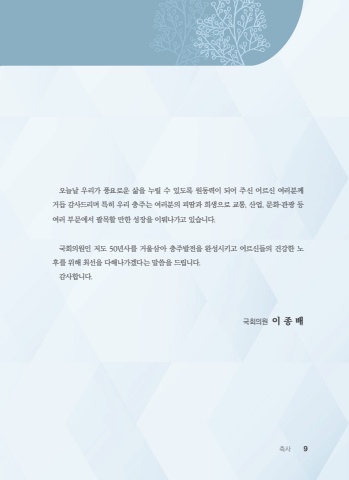 오늘날 우리가 풍요로운 삶을 누릴 수 있도록 원동력이 되어 주신 어르신 여러분께
거듭 감사드리며 특히 우리 충주는 여러분의 피땀과 희생으로 교통, 산업, 문화·관광 등
여러 부문에서 괄목할 만한 성장을 이뤄나가고 있습니다.
국회의원인 저도 50년사를 거울삼아 충주발전을 완성시키고 어르신들의 건강한 노
후를 위해 최선을 다해나가겠다는 말씀을 드립니다.
감사합니다.
국회의원 이 종 배
축사 9